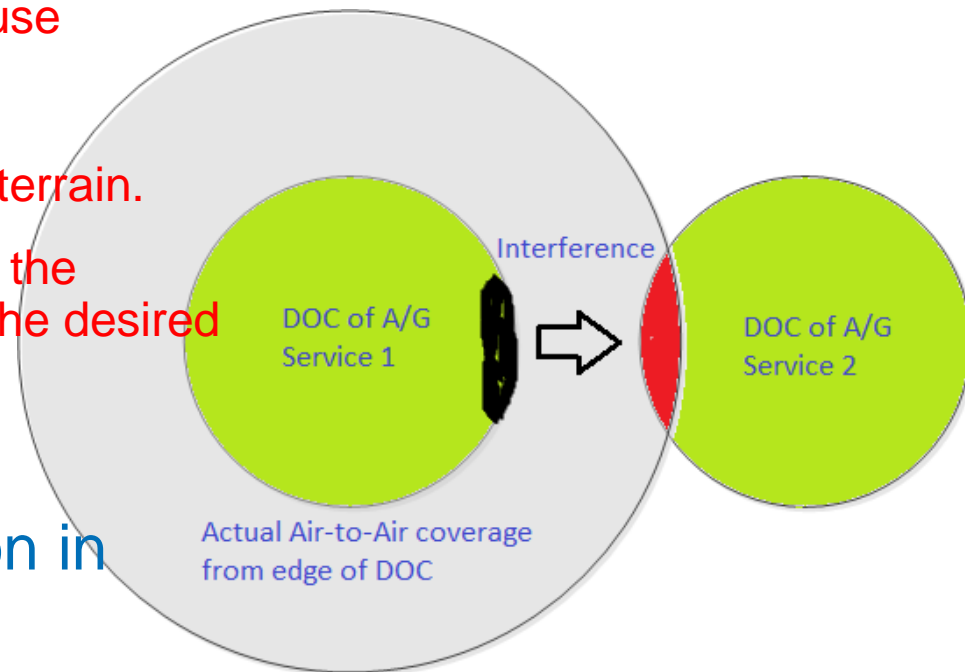 use
terrain.
the
he desired
Interference
DOC of A/G
Service 1
DOC of A/G
Service 2
Actual Air-to-Air coverage
from edge of DOC
on in